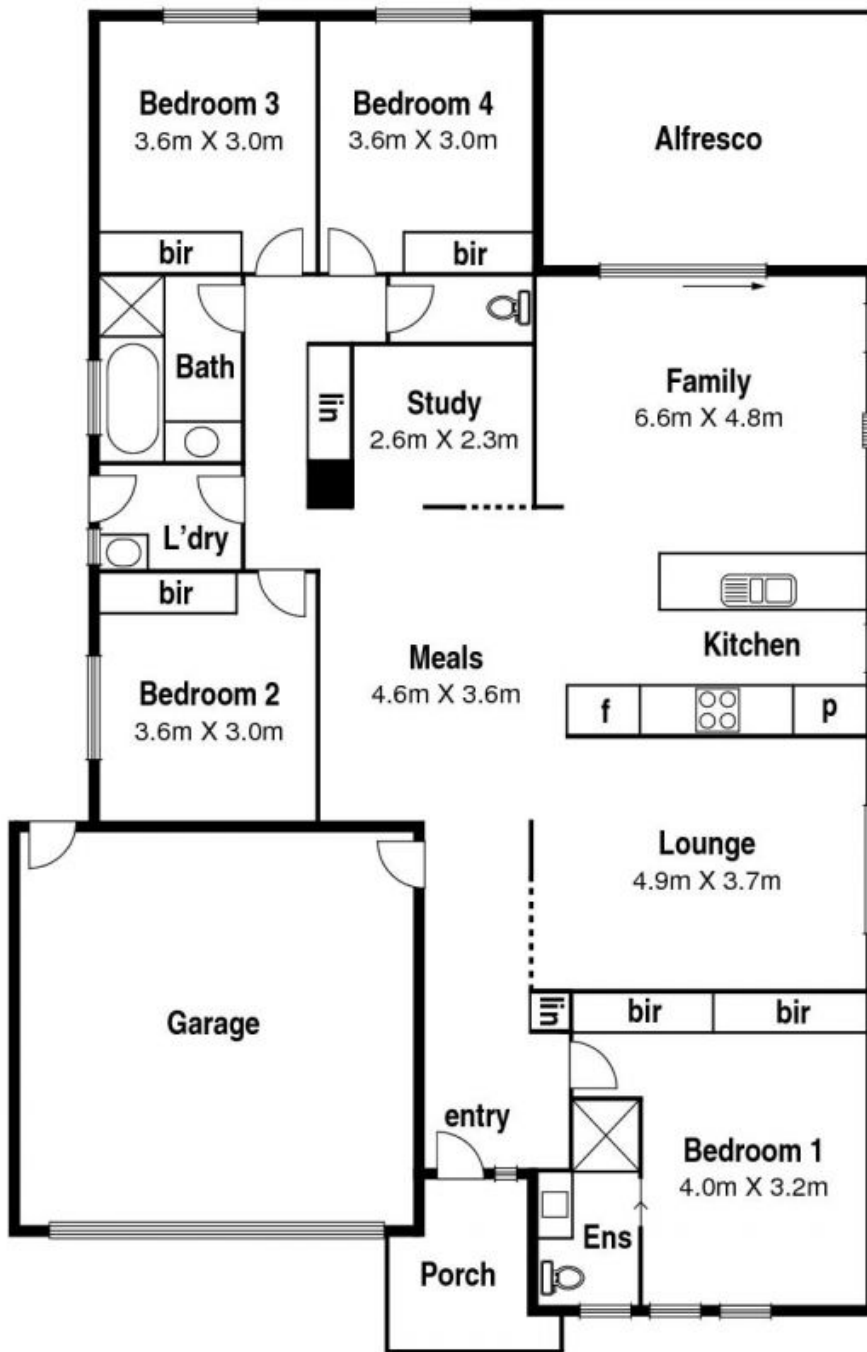 Bedroom 3
3.6m X 3.0m
Bedroom 4
3.6m X 3.0m
Alfresco
bir
bir
Bath
lin
Study
2.6m X 2.3m
Family
6.6m X 4.8m
L'dry
bir
Bedroom 2
3.6m X 3.0m
Meals
4.6m X 3.6m
Kitchen
f
p
Lounge
4.9m X 3.7m
Garage
lin
bir
bir
entry
Bedroom 1
4.0m X 3.2m
Ens
Porch